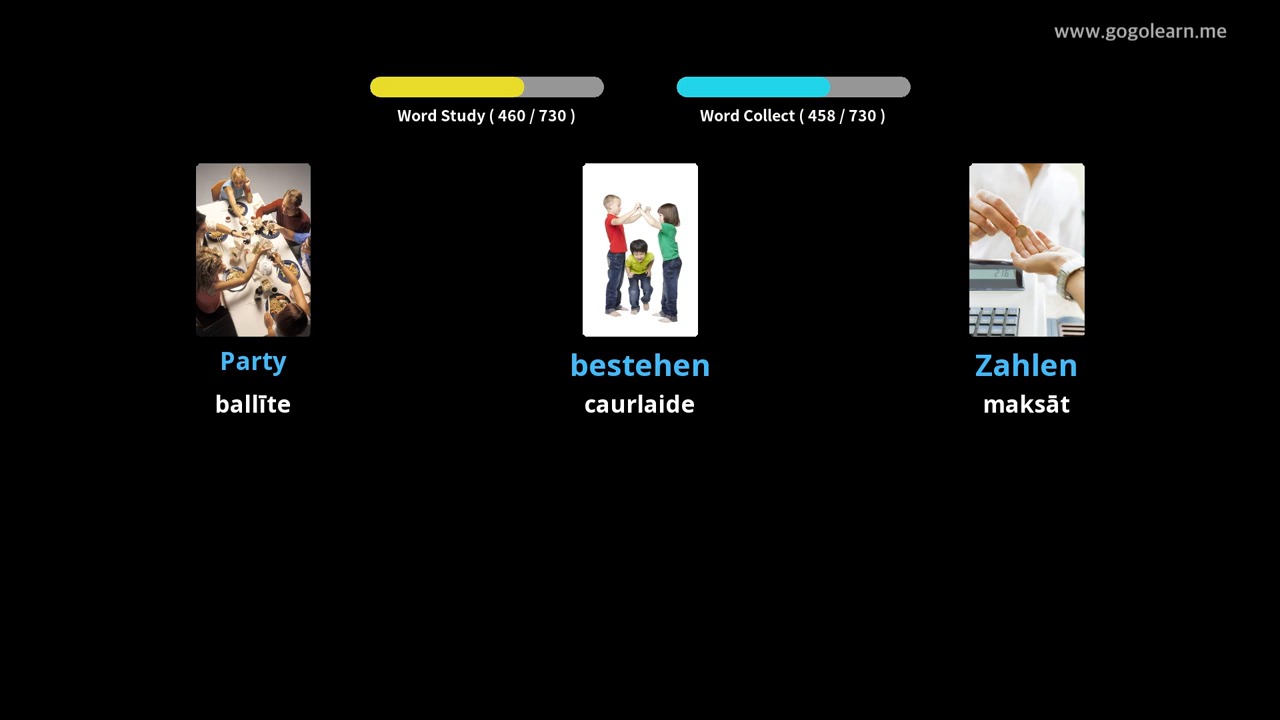 www.gogolearn.me
Word Study ( 460 / 730 )
Word Collect ( 458 / 730 )
Party
bestehen
Zahlen
ballīte
caurlaide
maksāt